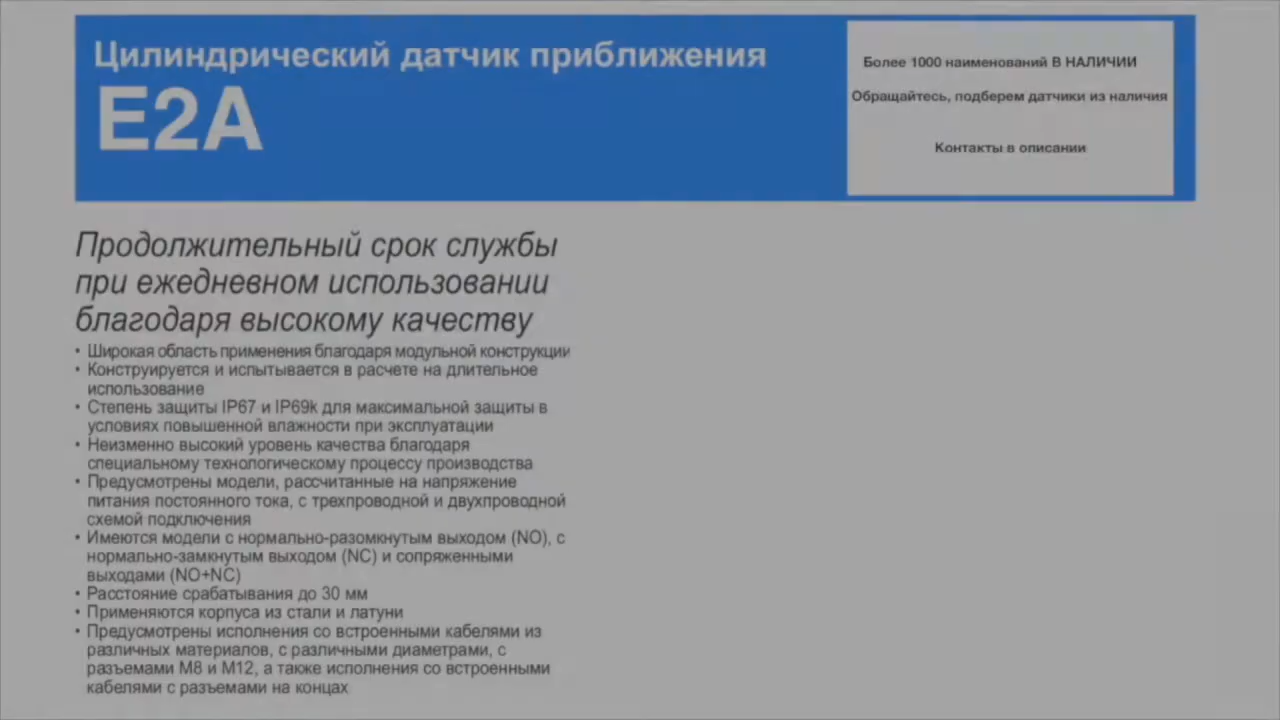 Цилиндрический датчик приближения
E2A
Более 1000 наименований В НАЛИЧИИ
Обращайтесь, подберем датчики из наличия
Контакты в описании
Продолжительный срок службы
при ежедневном использовании
благодаря высокому качеству
• Широкая область применения благодаря модульной конструкции
• Конструируется и испытывается в расчете на длительное
использование
• Степень защиты IP67 и IP69k для максимальной защиты в
условиях повышенной влажности при эксплуатации
• Неизменно высокий уровень качества благодаря
специальному технологическому процессу производства
• Предусмотрены модели, рассчитанные на напряжение
питания постоянного тока, с трехпроводной и двухпроводной
схемой подключения
• Имеются модели с нормально-разомкнутым выходом (NO), с
нормально-замкнутым выходом (NC) и сопряженными
выходами (NO+NC)
• Расстояние срабатывания до 30 мм
• Применяются корпуса из стали и латуни
• Предусмотрены исполнения со встроенными кабелями из
различных материалов, с различными диаметрами, с
разъемами M8 и M12, а также исполнения со встроенными
кабелями с разъемами на концах